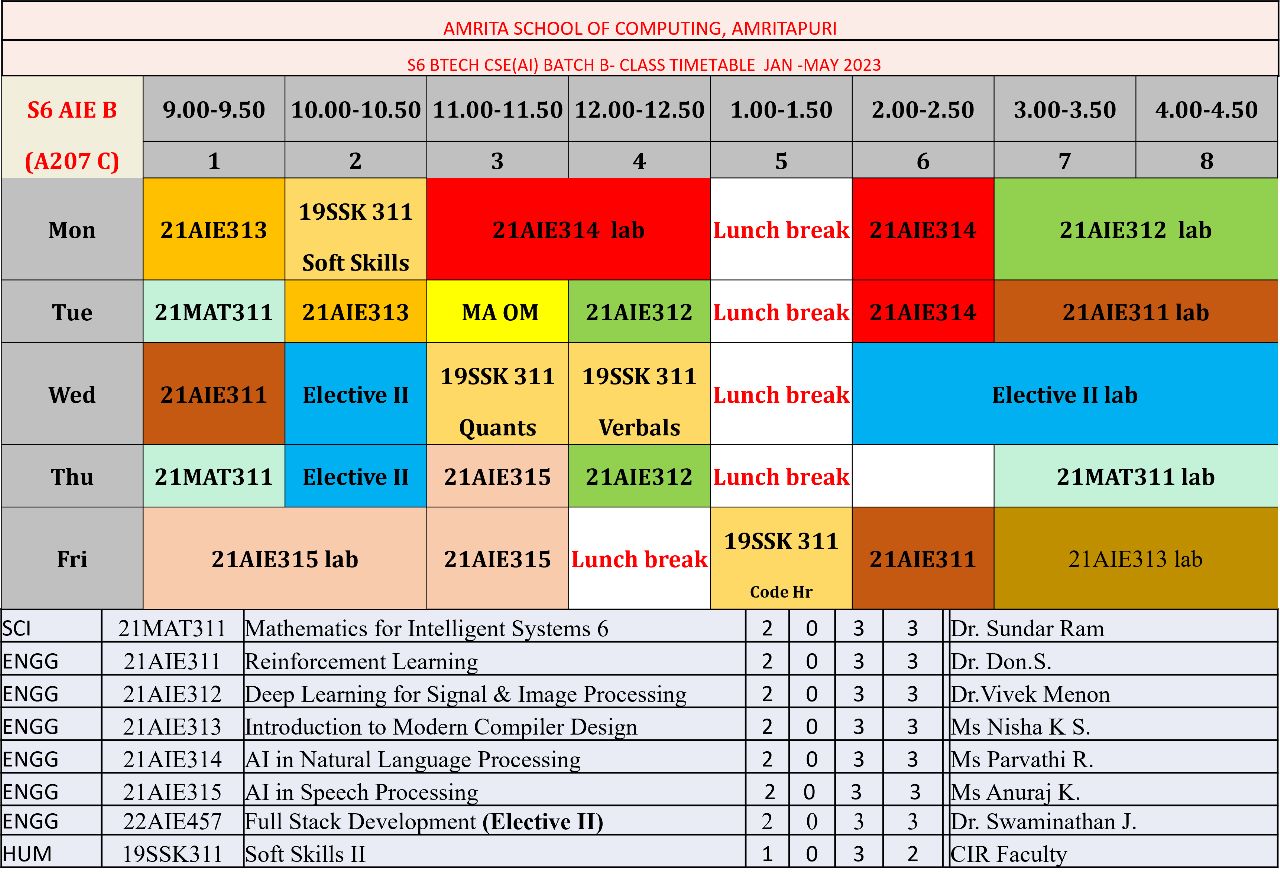 AMRITA SCHOOL OF COMPUTING, AMRITAPURI
S6 BTECH CSE(AI) BATCH B- CLASS TIMETABLE  JAN -MAY 2023
S6 AIE B 9.00-9.50 10.00-10.50 11.00-11.50 12.00-12.50 1.00-1.50 2.00-2.50 3.00-3.50 4.00-4.50
(A207 C) 1 2 3 4 5 6 7 8
Mon 21AIE313 19SSK 311 Soft Skills 21AIE314 lab Lunch break 21AIE314 21AIE312 lab
Tue 21MAT311 21AIE313 MA OM 21AIE312 Lunch break 21AIE314 21AIE311 lab
Wed 21AIE311 Elective II 19SSK 311 Quants 19SSK 311 Verbals Lunch break Elective II lab
Thu 21MAT311 Elective II 21AIE315 21AIE312 Lunch break 21MAT311 lab
Fri 21AIE315 lab 21AIE315 Lunch break 19SSK 311 Code Hr 21AIE311 21AIE313 lab
SCI 21MAT311 Mathematics for Intelligent Systems 6 2 0 3 3 Dr. Sundar Ram
ENGG 21AIE311 Reinforcement Learning 2 0 3 3 Dr. Don.S.
ENGG 21AIE312 Deep Learning for Signal & Image Processing 2 0 3 3 Dr.Vivek Menon
ENGG 21AIE313 Introduction to Modern Compiler Design 2 0 3 3 Ms Nisha K S.
ENGG 21AIE314 AI in Natural Language Processing 2 0 3 3 Ms Parvathi R.
ENGG 21AIE315 AI in Speech Processing 2 0 3 3 Ms Anuraj K.
ENGG 22AIE457 Full Stack Development (Elective II) 2 0 3 3 Dr. Swaminathan J.
HUM 19SSK311 Soft Skills II 1 0 3 2 CIR Faculty